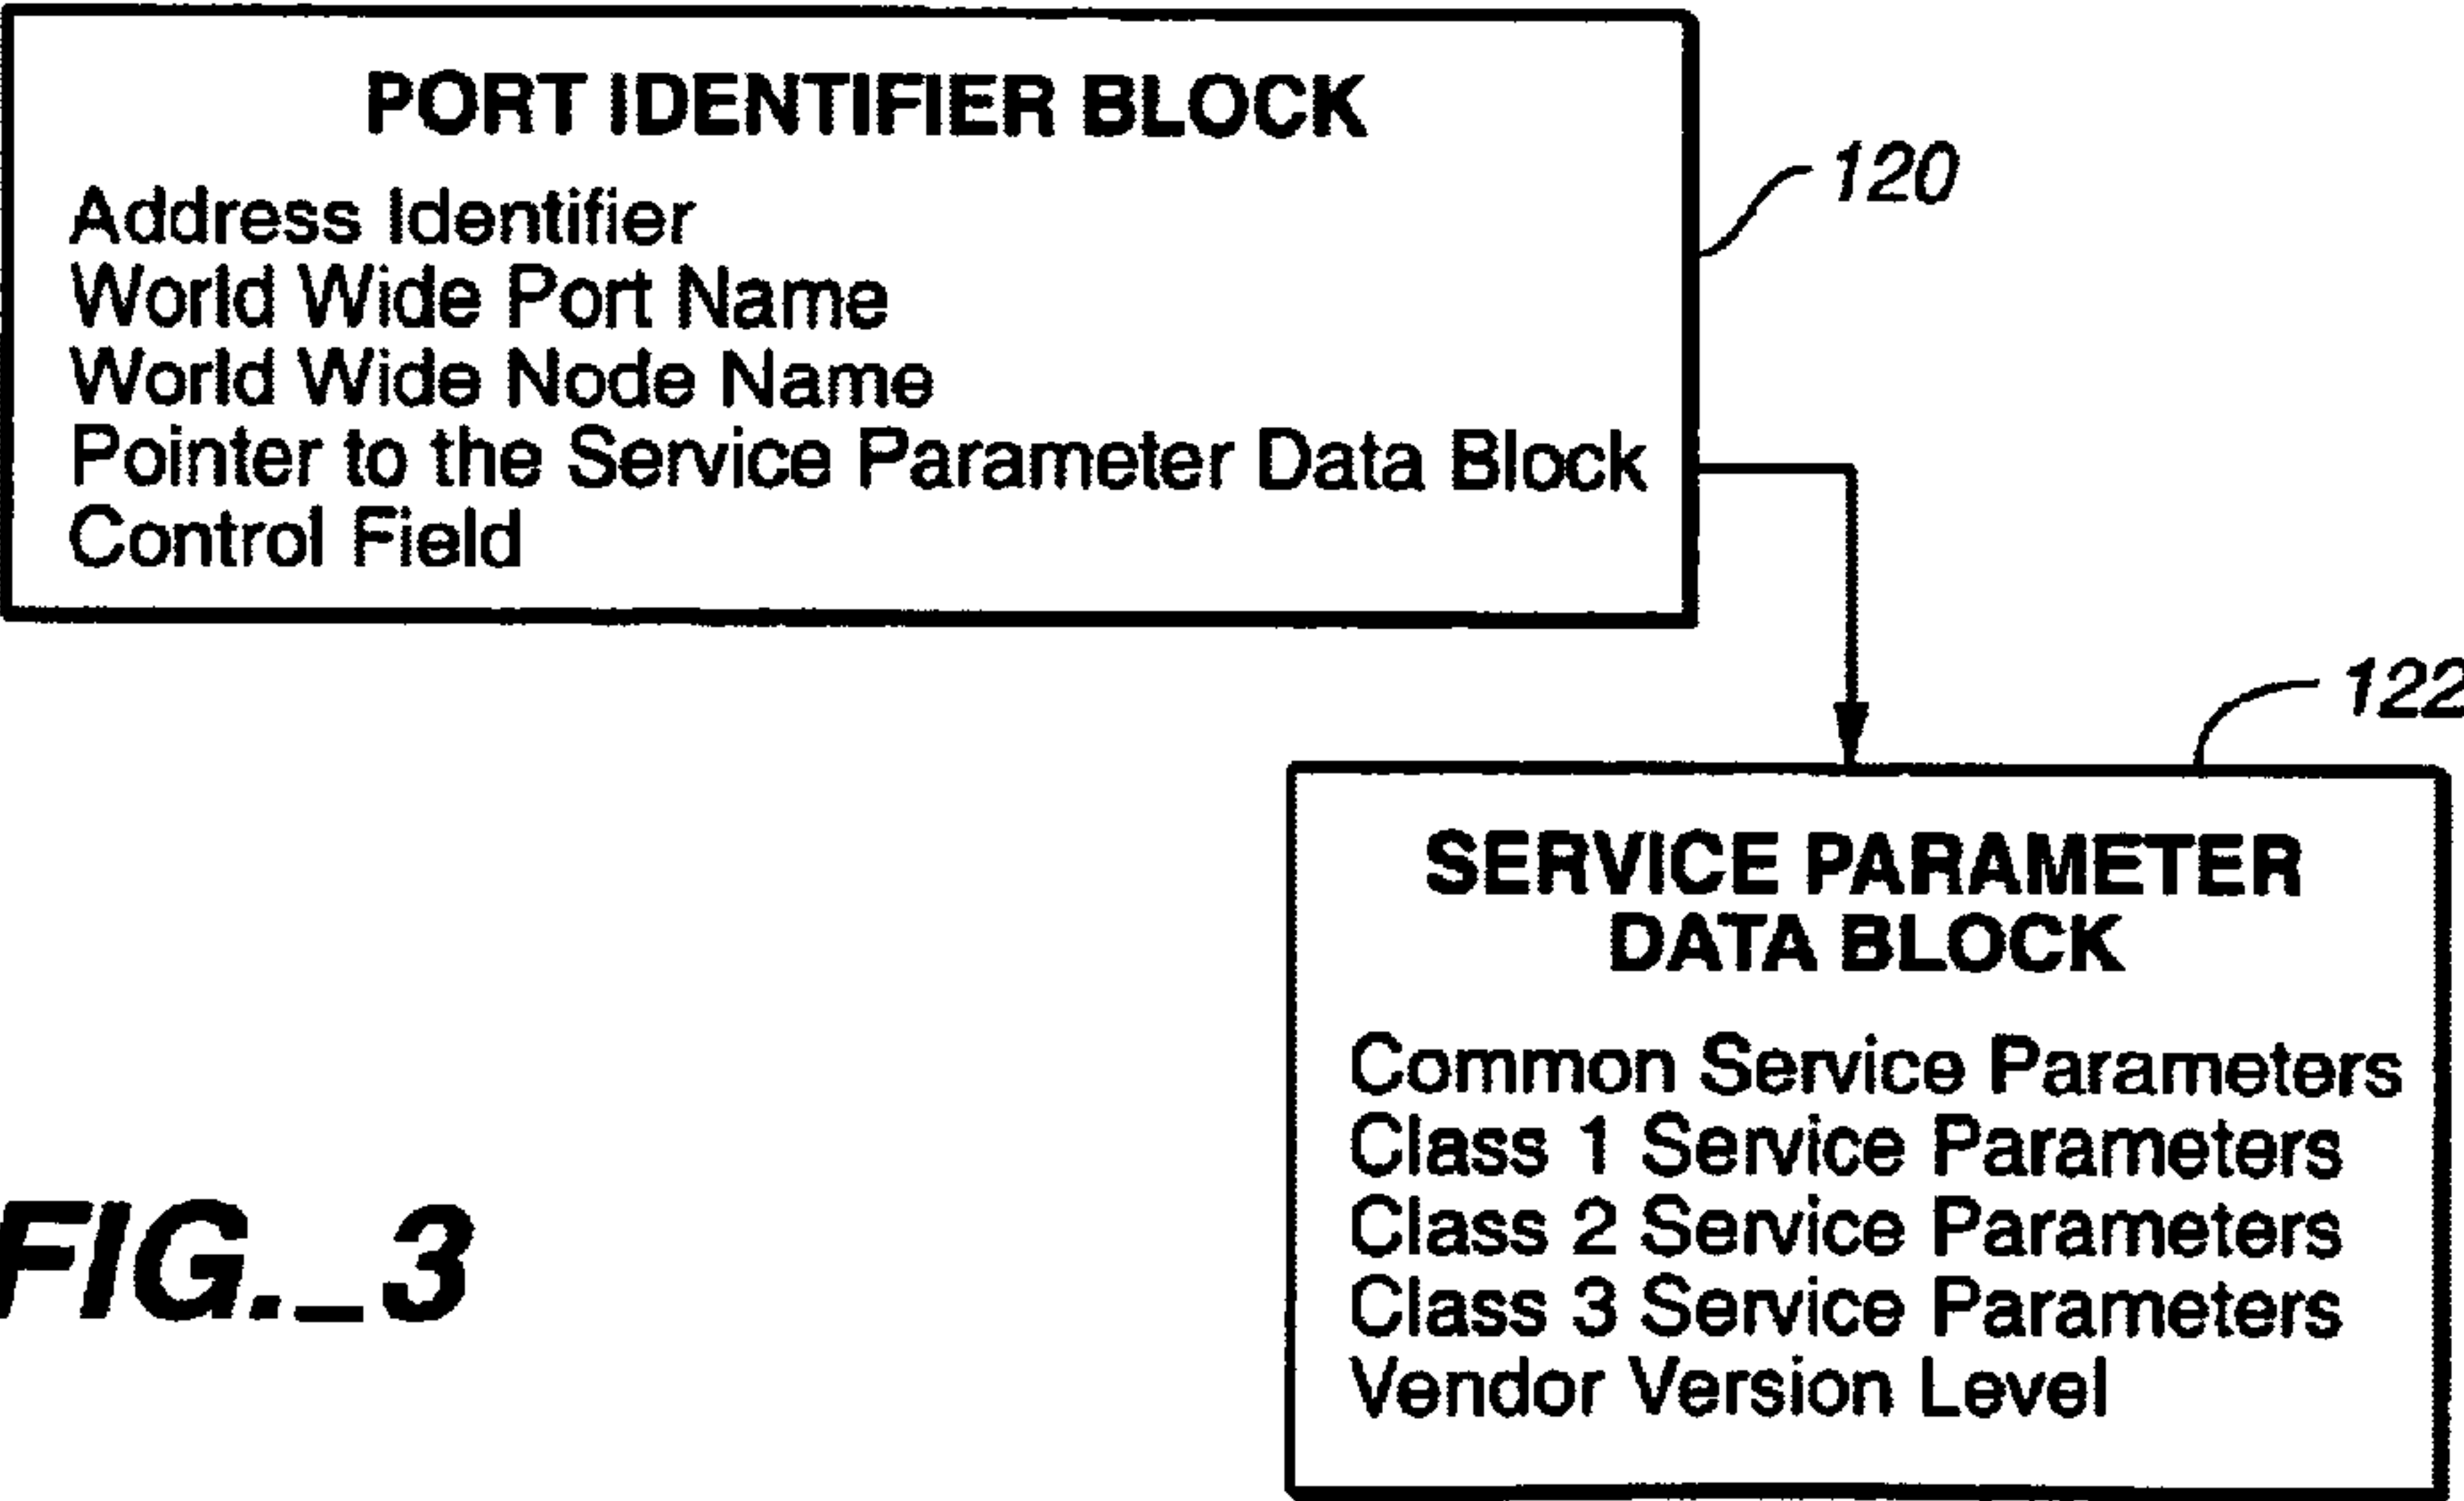 PORT IDENTIFIER BLOCK
Address Identifier
World Wide Port Name
World Wide Node Name
Pointer to the Service Parameter Data Block
Control Field
120
122
SERVICE PARAMETER
DATA BLOCK
Common Service Parameters
Class 1 Service Parameters
Class 2 Service Parameters
Class 3 Service Parameters
Vendor Version Level
FIG._3